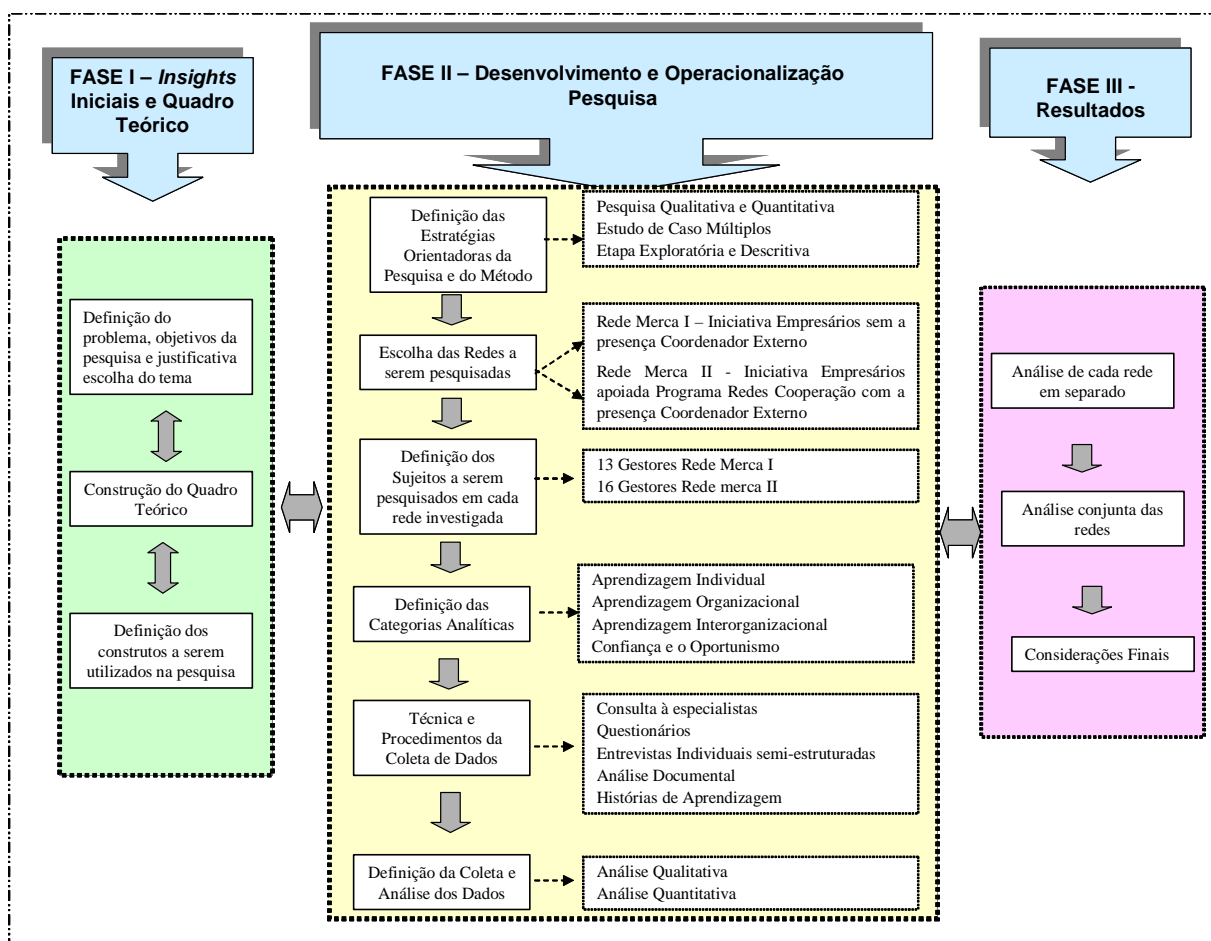 FASE I – Insights
Iniciais e Quadro
Teórico
FASE II – Desenvolvimento e Operacionalização
Pesquisa
FASE III -
Resultados
Definição do
problema, objetivos da
pesquisa e justificativa
escolha do tema
Construção do Quadro
Teórico
Definição dos
construtos a serem
utilizados na pesquisa
Definição das
Estratégias
Orientadoras da
Pesquisa e do Método
Pesquisa Qualitativa e Quantitativa
Estudo de Caso Múltiplos
Etapa Exploratória e Descritiva
Escolha das Redes a
serem pesquisadas
Rede Merca I – Iniciativa Empresários sem a
presença Coordenador Externo
Rede Merca II - Iniciativa Empresários
apoiada Programa Redes Cooperação com a
presença Coordenador Externo
Definição dos
Sujeitos a serem
pesquisados em cada
rede investigada
13 Gestores Rede Merca I
16 Gestores Rede merca II
Definição das
Categorias Analíticas
Aprendizagem Individual
Aprendizagem Organizacional
Aprendizagem Interorganizacional
Confiança e o Oportunismo
Técnica e
Procedimentos da
Coleta de Dados
Consulta à especialistas
Questionários
Entrevistas Individuais semi-estruturadas
Análise Documental
Histórias de Aprendizagem
Definição da Coleta e
Análise dos Dados
Análise Qualitativa
Análise Quantitativa
Análise de cada rede
em separado
Análise conjunta das
redes
Considerações Finais